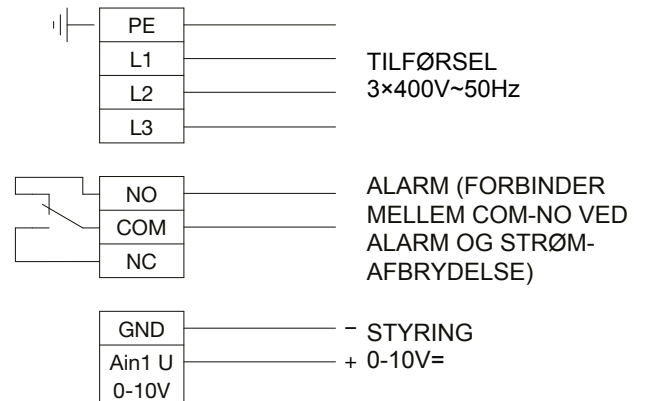 PE
L1
L2
L3
TILFØRSEL
3×400V~50Hz
NO
COM
NC
ALARM (FORBINDER
MELLEM COM-NO VED
ALARM OG STRØM-
AFBRYDELSE)
GND
Ain1 U
0-10V
– STYRING
+ 0-10V=